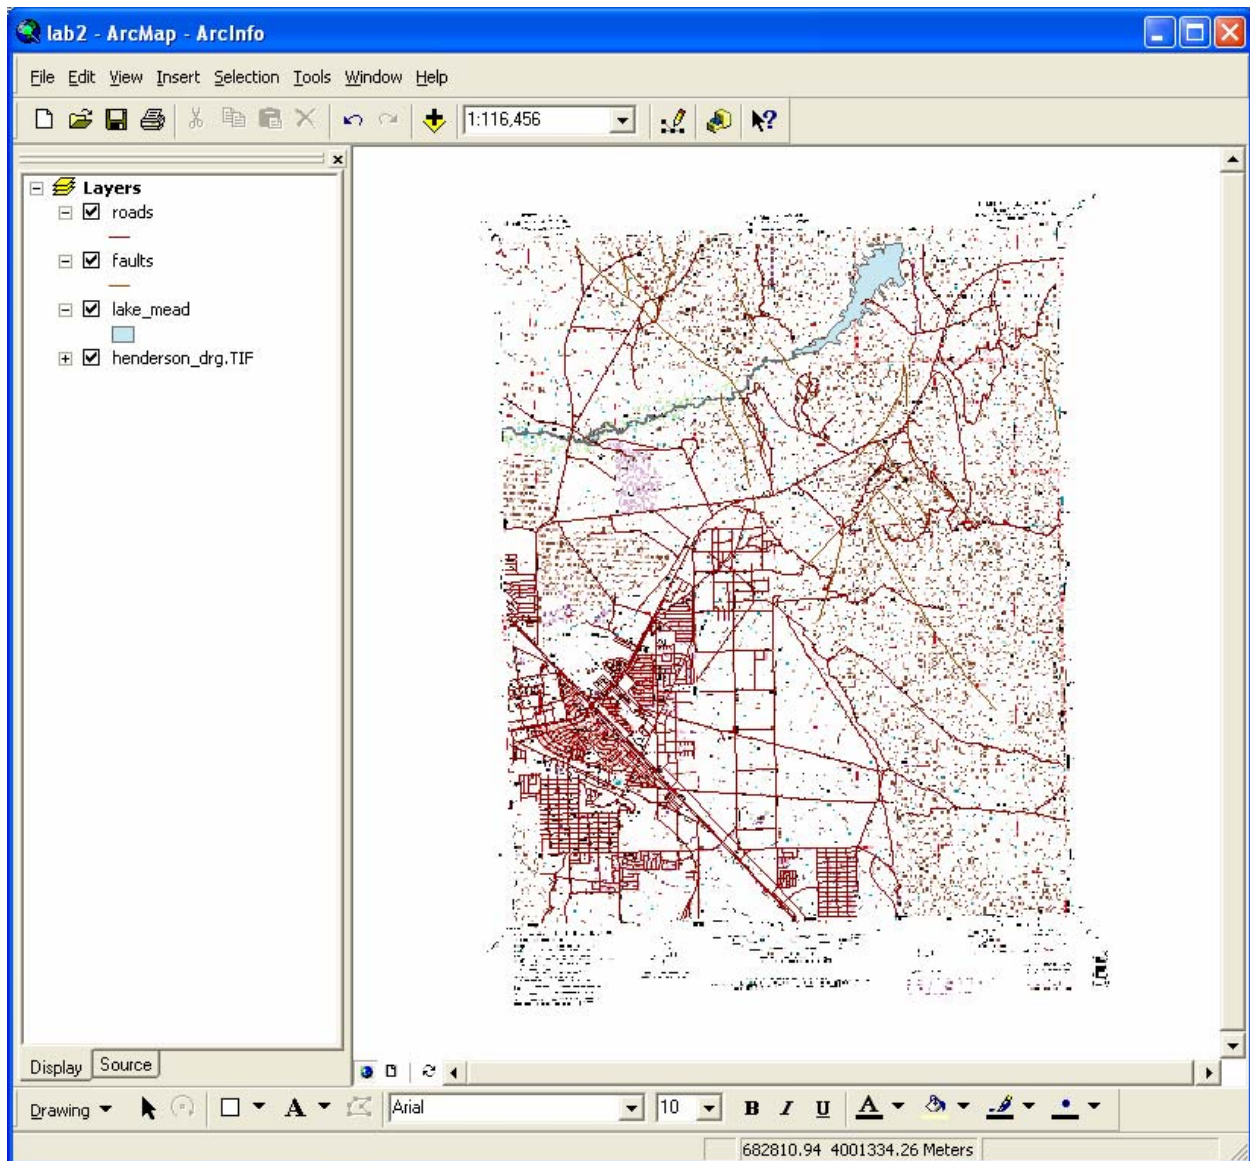 lab2 - ArcMap - ArcInfo
File Edit View Insert Selection Tools Window Help
1:116,456
Layers
roads
faults
lake_mead
henderson_drg.TIF
Display Source
Drawing A Arial 10 B I U A
682810.94 4001334.26 Meters